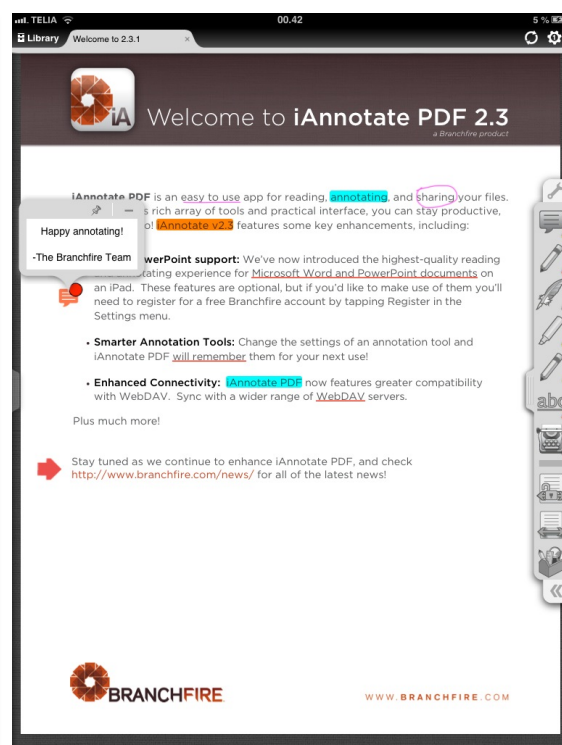 TELIA 00.42 5 %
Library Welcome to 2.3.1 ×
iA Welcome to iAnnotate PDF 2.3
a Branchfire product
iAnnotate PDF is an easy to use app for reading, annotating, and sharing your files.
rich array of tools and practical interface, you can stay productive,
iAnnotate v2.3 features some key enhancements, including:
Happy annotating!
-The Branchfire Team
werPoint support: We've now introduced the highest-quality reading
and annotating experience for Microsoft Word and PowerPoint documents on
an iPad. These features are optional, but if you'd like to make use of them you'll
need to register for a free Branchfire account by tapping Register in the
Settings menu.
• Smarter Annotation Tools: Change the settings of an annotation tool and
iAnnotate PDF will remember them for your next use!
• Enhanced Connectivity: iAnnotate PDF now features greater compatibility
with WebDAV. Sync with a wider range of WebDAV servers.
Plus much more!
Stay tuned as we continue to enhance iAnnotate PDF, and check
http://www.branchfire.com/news/ for all of the latest news!
abc
BRANCHFIRE
WWW.BRANCHFIRE.COM